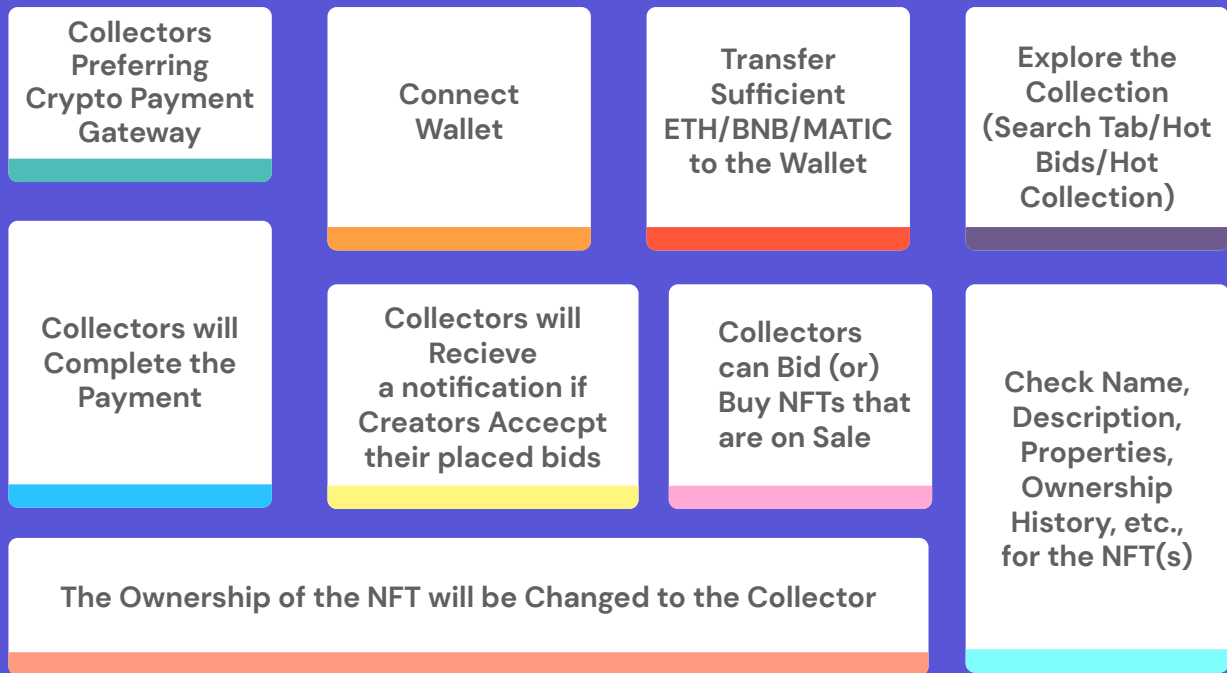 Collectors
Preferring
Crypto Payment
Gateway
Connect
Wallet
Transfer
Sufficient
ETH/BNB/MATIC
to the Wallet
Explore the
Collection
(Search Tab/Hot
Bids/Hot
Collection)
Collectors will
Complete the
Payment
Collectors will
Recieve
a notification if
Creators Accecpt
their placed bids
Collectors
can Bid (or)
Buy NFTs that
are on Sale
Check Name,
Description,
Properties,
Ownership
History, etc.,
for the NFT(s)
The Ownership of the NFT will be Changed to the Collector